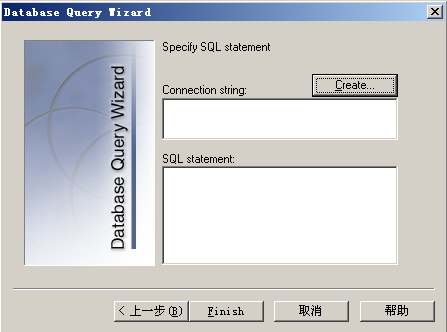 Database Query Wizard
Specify SQL statement
Create...
Connection string:
SQL statement:
Database Query Wizard
< 上一步(B)
Finish
取消
帮助